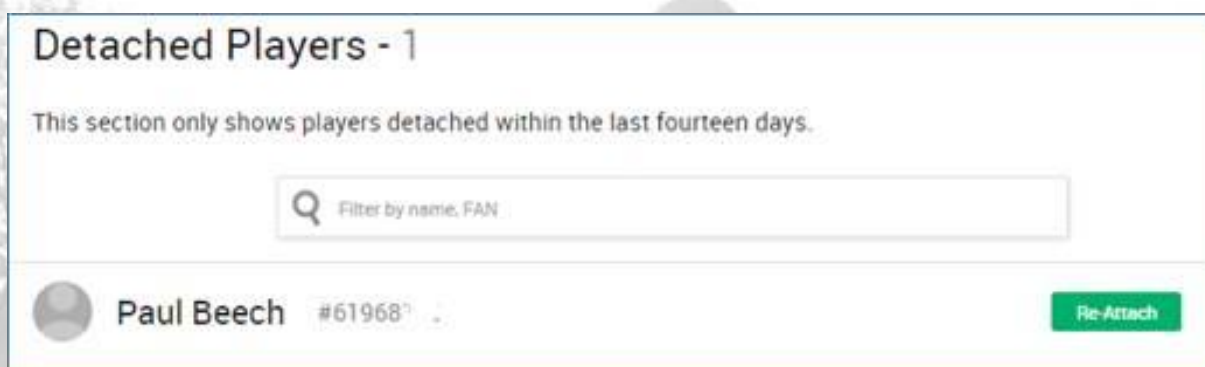 Detached Players - 1
This section only shows players detached within the last fourteen days.
Filter by name, FAN
Paul Beech
Re-Attach